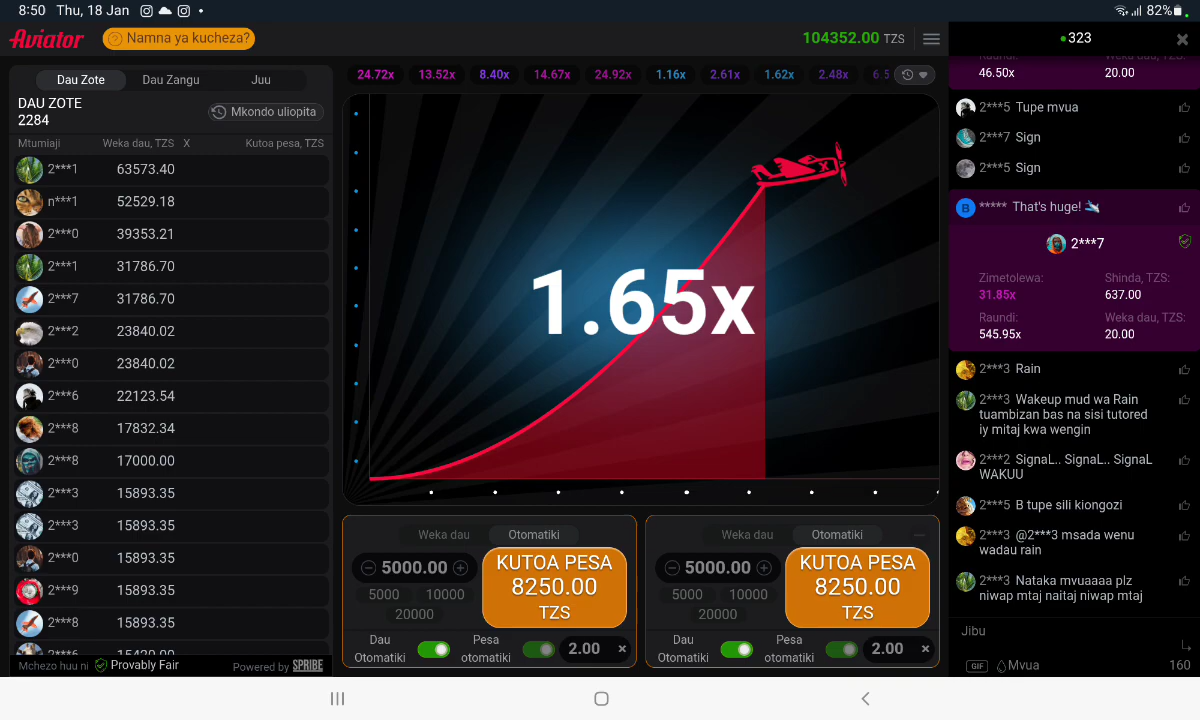 8:50 Thu, 18 Jan
82%
Aviator
Namna ya kucheza?
104352.00 TZS
323
Dau Zote Dau Zangu Juu
DAU ZOTE
2284
Mkondo uliopita
Mtumiaji Weka dau, TZS X Kutoa pesa, TZS
2***1 63573.40
n***1 52529.18
2***0 39353.21
2***1 31786.70
2***7 31786.70
2***2 23840.02
2***0 23840.02
2***6 22123.54
2***8 17832.34
2***8 17000.00
2***3 15893.35
2***3 15893.35
2***0 15893.35
2***9 15893.35
2***8 15893.35
2***6 15430.00
Mchezo huu ni Provably Fair Powered by SPRIBE
24.72x 13.52x 8.40x 14.67x 24.92x 1.16x 2.61x 1.62x 2.48x
1.65x
Weka dau Otomatiki
5000.00
5000 10000
20000
KUTOA PESA
8250.00
TZS
Dau
Otomatiki
Pesa
otomatiki
2.00 ×
Weka dau Otomatiki
5000.00
5000 10000
20000
KUTOA PESA
8250.00
TZS
Dau
Otomatiki
Pesa
otomatiki
2.00 ×
Raundi: Weka dau, TZS:
46.50x 20.00
2***5 Tupe mvua
2***7 Sign
2***5 Sign
B ***** That's huge!
2***7
Zimetolewa: Shinda, TZS:
31.85x 637.00
Raundi: Weka dau, TZS:
545.95x 20.00
2***3 Rain
2***3 Wakeup mud wa Rain
tuambizan bas na sisi tutored
iy mitaj kwa wengin
2***2 SignaL.. SignaL.. SignaL
WAKUU
2***5 B tupe sili kiongozi
2***3 @2***3 msada wenu
wadau rain
2***3 Nataka mvuaaaa plz
niwap mtaj naitaj niwap mtaj
Jibu
GIF Mvua 160